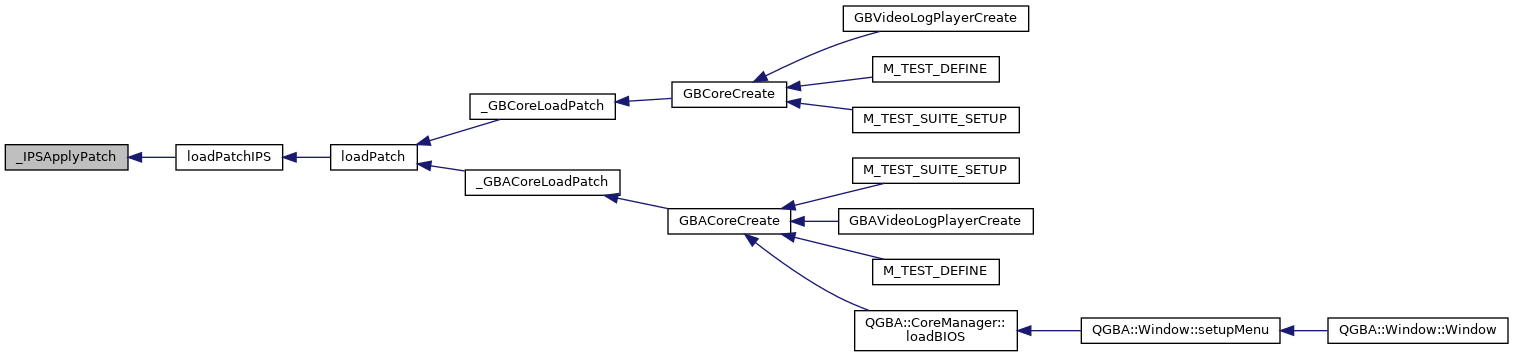 GBVideoLogPlayerCreate
M_TEST_DEFINE
GBCoreCreate
_GBCoreLoadPatch
M_TEST_SUITE_SETUP
_IPSApplyPatch
loadPatchIPS
loadPatch
M_TEST_SUITE_SETUP
_GBACoreLoadPatch
GBACoreCreate
GBAVideoLogPlayerCreate
M_TEST_DEFINE
QGBA::CoreManager::
loadBIOS
QGBA::Window::setupMenu
QGBA::Window::Window